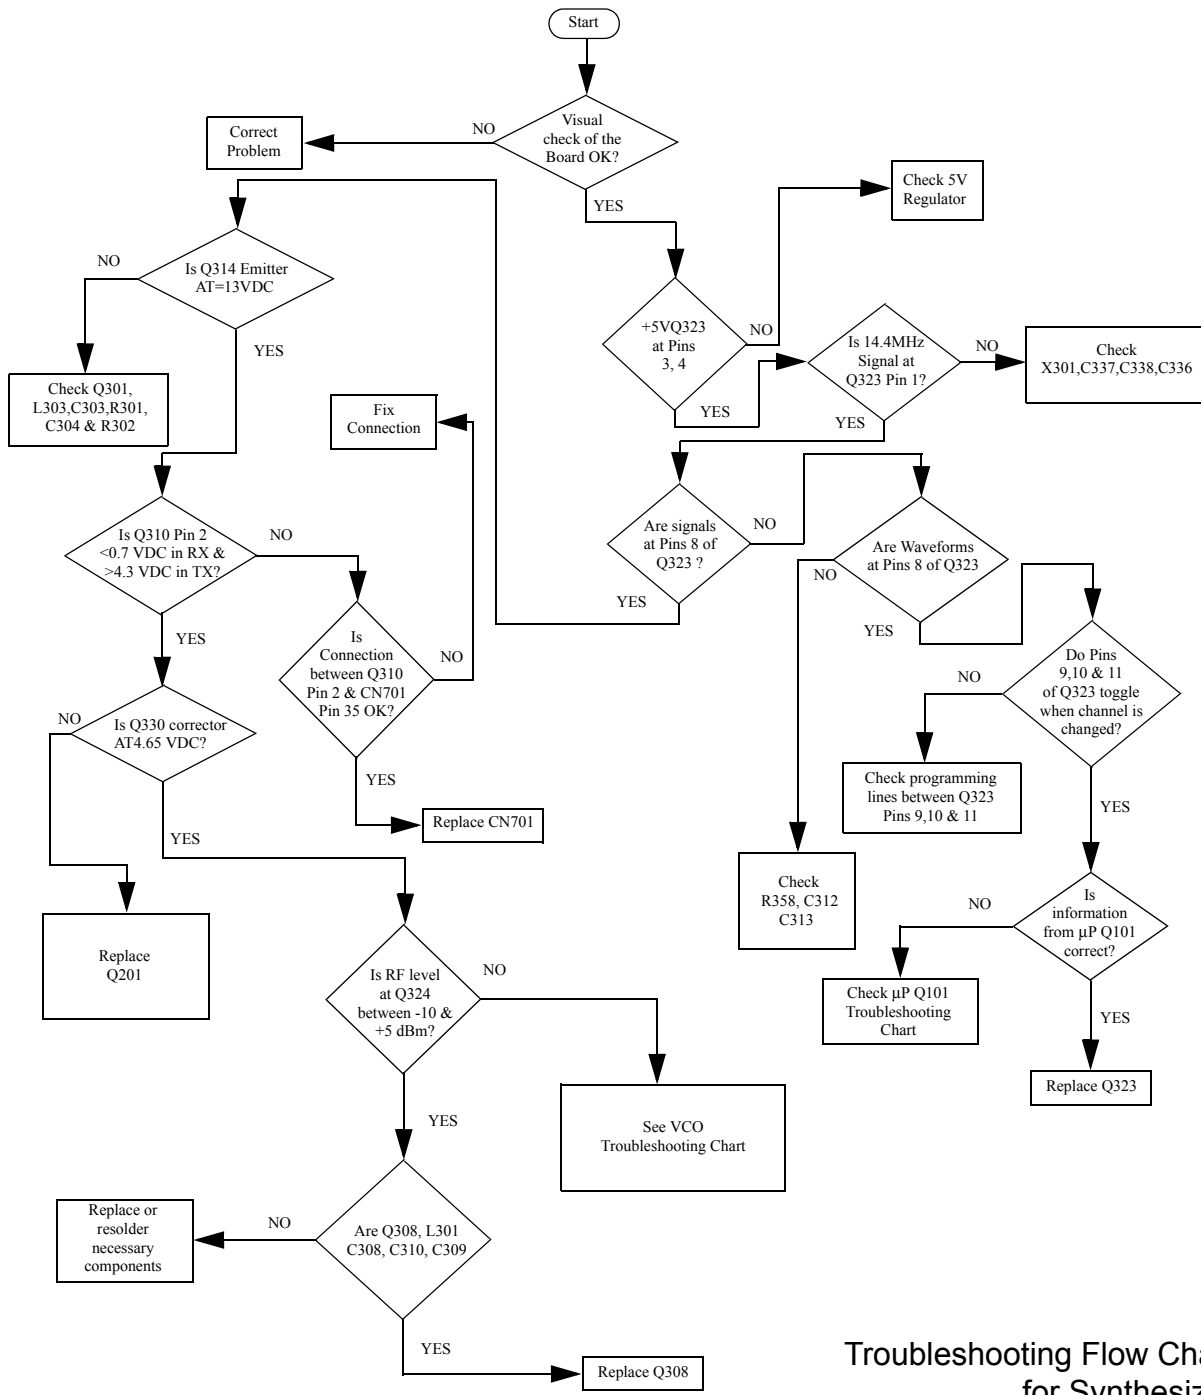 Start
Visual
check of the
Board OK?
NO
Correct
Problem
YES
Check 5V
Regulator
+5VQ323
at Pins
3, 4
NO
YES
Is 14.4MHz
Signal at
Q323 Pin 1?
NO
Check
X301,C337,C338,C336
YES
Are signals
at Pins 8 of
Q323 ?
NO
YES
Are Waveforms
at Pins 8 of Q323
NO
YES
Check
R358, C312
C313
Do Pins
9,10 & 11
of Q323 toggle
when channel is
changed?
NO
Check programming
lines between Q323
Pins 9,10 & 11
YES
Is
information
from µP Q101
correct?
NO
Check µP Q101
Troubleshooting
Chart
YES
Replace Q323
Is Q314 Emitter
AT=13VDC
NO
Check Q301,
L303,C303,R301,
C304 & R302
YES
Is Q310 Pin 2
<0.7 VDC in RX &
>4.3 VDC in TX?
NO
Is
Connection
between Q310
Pin 2 & CN701
Pin 35 OK?
NO
Fix
Connection
YES
Replace CN701
YES
Is Q330 corrector
AT4.65 VDC?
NO
Replace
Q201
YES
Is RF level
at Q324
between -10 &
+5 dBm?
NO
See VCO
Troubleshooting Chart
YES
Are Q308, L301
C308, C310, C309
NO
Replace or
resolder
necessary
components
YES
Replace Q308
Troubleshooting Flow Cha
for Synthesiz